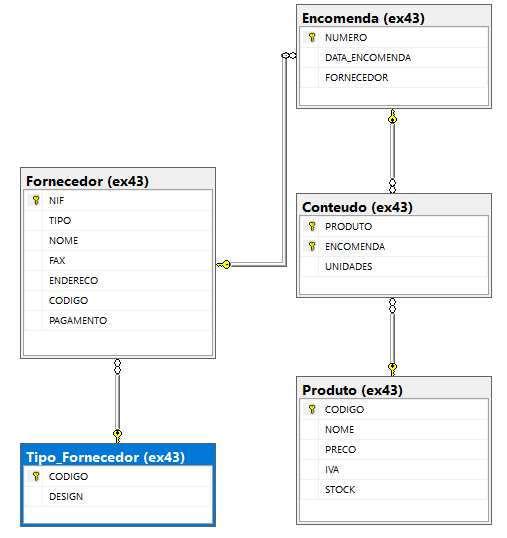 Encomenda (ex43)
NUMERO
DATA_ENCOMENDA
FORNECEDOR
Fornecedor (ex43)
NIF
TIPO
NOME
FAX
ENDERECO
CODIGO
PAGAMENTO
Conteudo (ex43)
PRODUTO
ENCOMENDA
UNIDADES
Produto (ex43)
CODIGO
NOME
PRECO
IVA
STOCK
Tipo_Fornecedor (ex43)
CODIGO
DESIGN